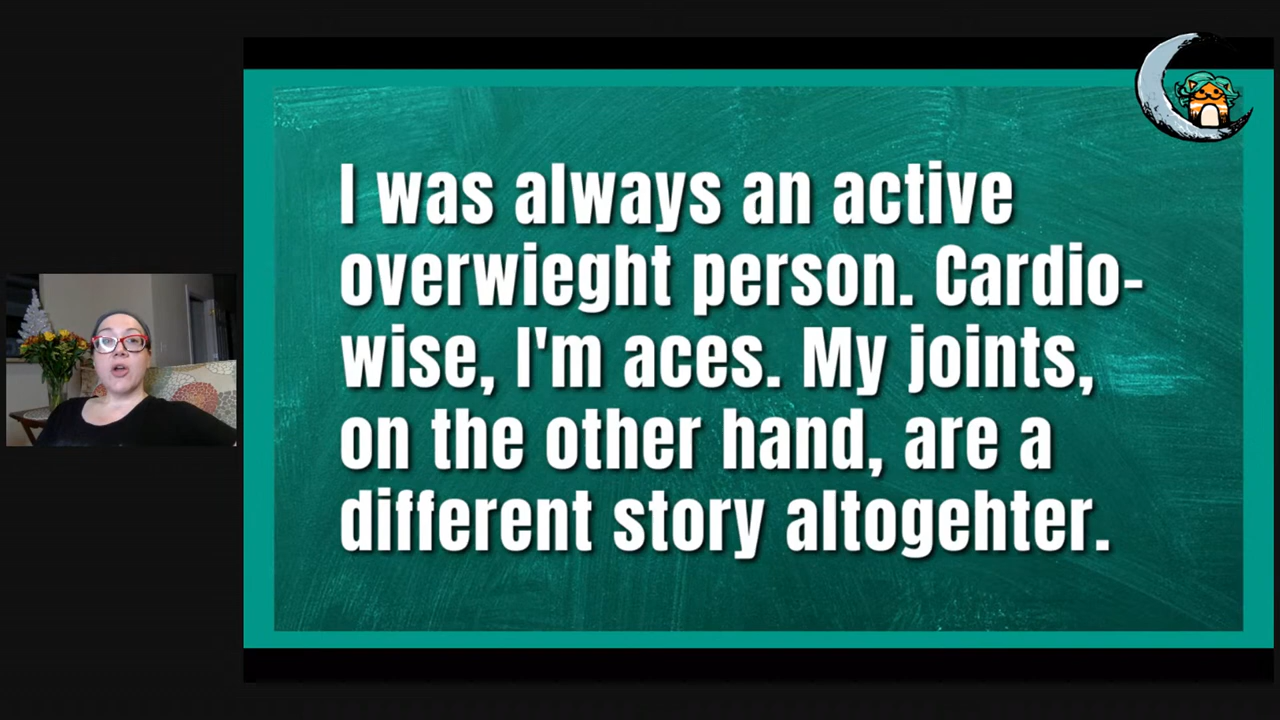 I was always an active
overwieght person. Cardio-
wise, I'm aces. My joints,
on the other hand, are a
different story altogehter.